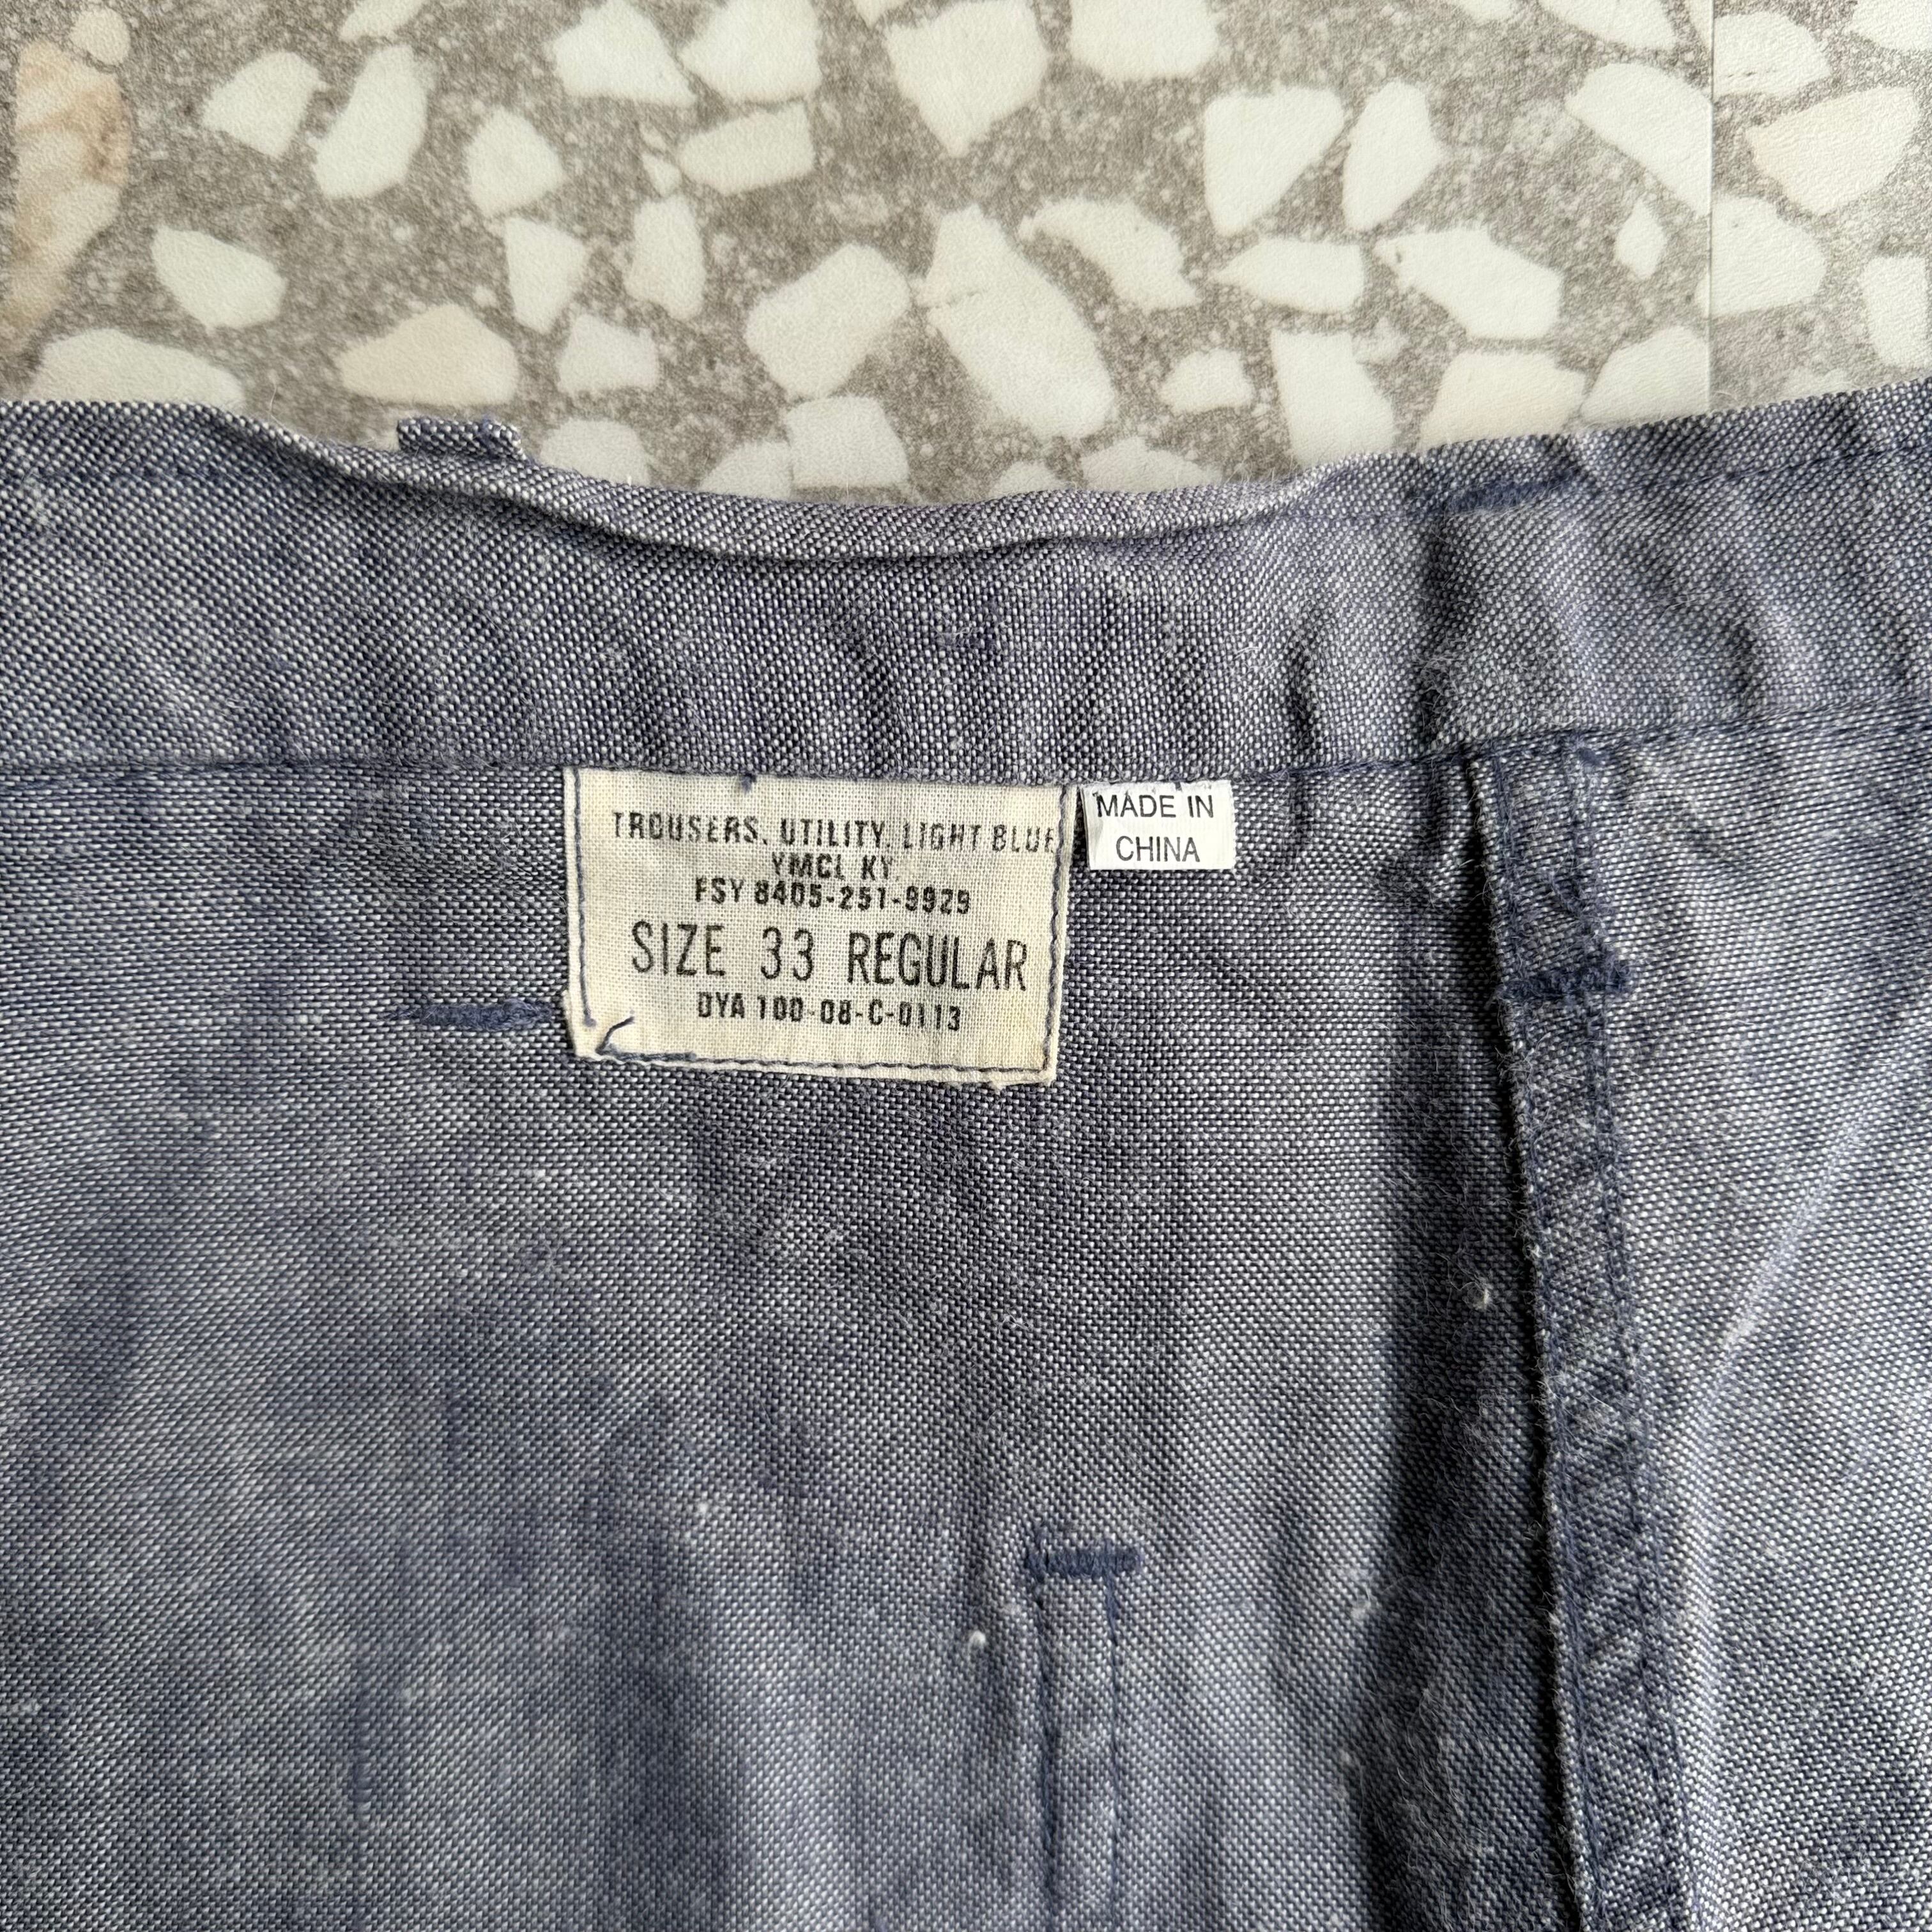 TROUSERS, UTILITY, LIGHT BLUE
YMCL KY.
FSY 8405-251-9929
SIZE 33 REGULAR
DYA 100-08-C-0113
MADE IN
CHINA